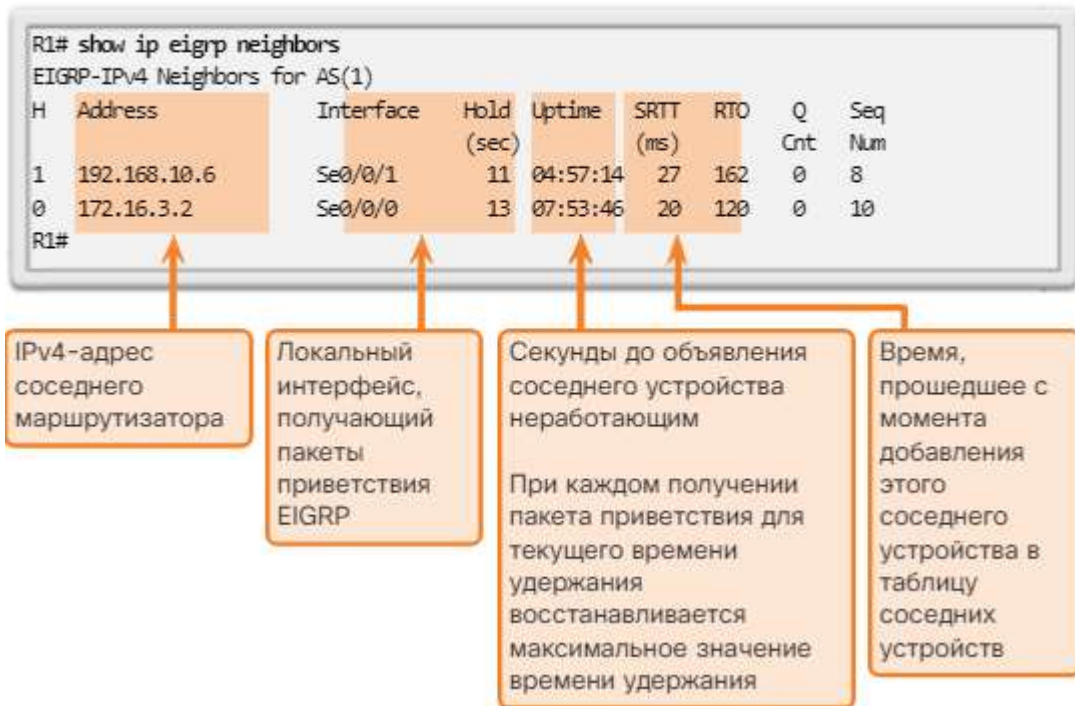 R1# show ip eigrp neighbors
EIGRP-IPv4 Neighbors for AS(1)
H Address Interface Hold Uptime SRTT RTO Q Seq
(sec) (ms) Cnt Num
1 192.168.10.6 Se0/0/1 11 04:57:14 27 162 0 8
0 172.16.3.2 Se0/0/0 13 07:53:46 20 120 0 10
R1#
IPv4-адрес
соседнего
маршрутизатора
Локальный
интерфейс,
получающий
пакеты
приветствия
EIGRP
Секунды до объявления
соседнего устройства
неработающим
При каждом получении
пакета приветствия для
текущего времени
удержания
восстанавливается
максимальное значение
времени удержания
Время,
прошедшее с
момента
добавления
этого
соседнего
устройства в
таблицу
соседних
устройств